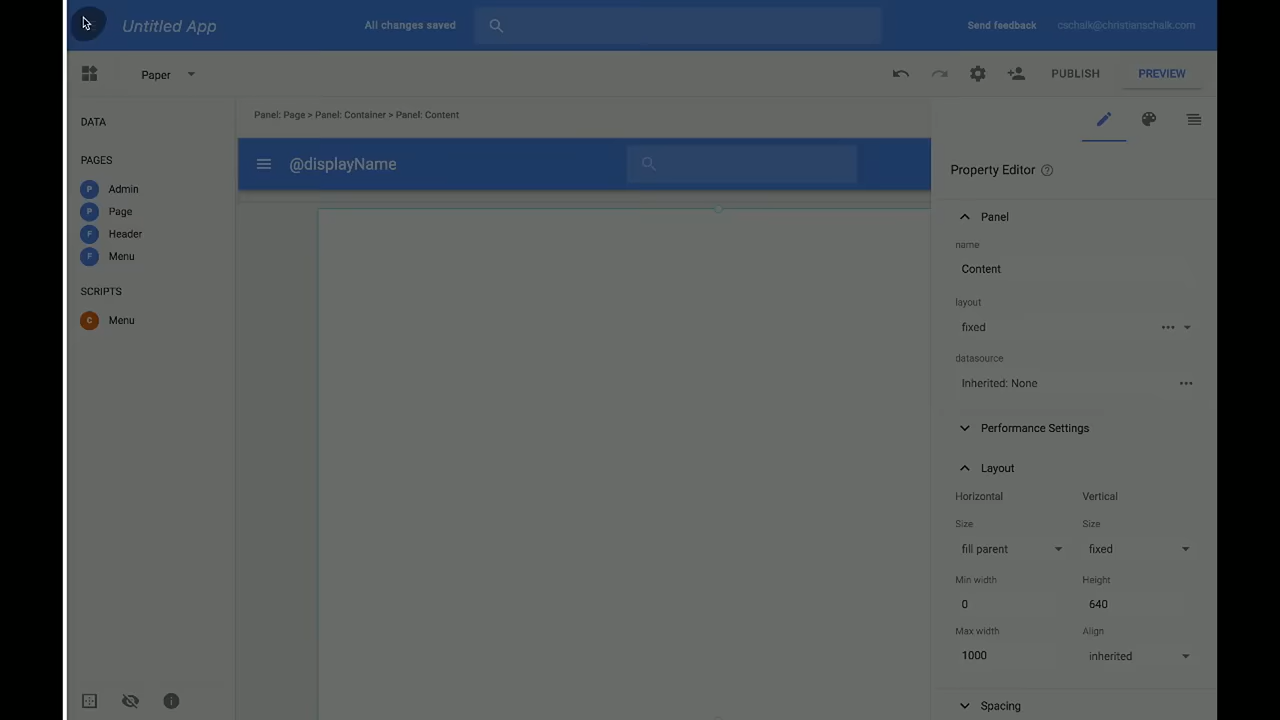 Untitled App
All changes saved
Send feedback
cschalk@christianschalk.com
Paper
PUBLISH
PREVIEW
DATA
PAGES
P Admin
P Page
F Header
F Menu
SCRIPTS
C Menu
Panel: Page > Panel: Container > Panel: Content
@displayName
Property Editor ?
Panel
name
Content
layout
fixed
datasource
Inherited: None
Performance Settings
Layout
Horizontal Vertical
Size Size
fill parent fixed
Min width Height
0 640
Max width Align
1000 inherited
Spacing